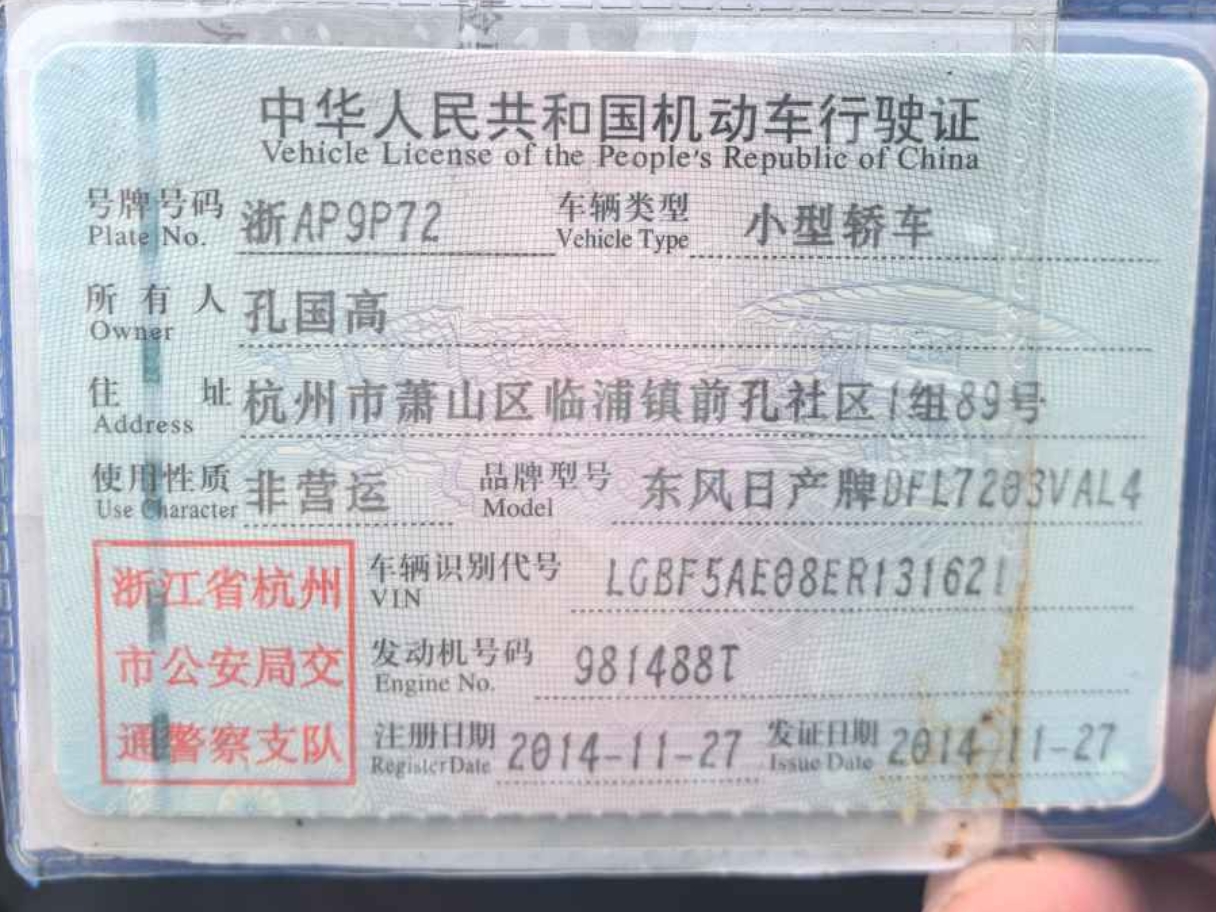 中华人民共和国机动车行驶证
Vehicle License of the People's Republic of China
号牌号码 浙AP9P72 车辆类型 小型轿车
Plate No. Vehicle Type
所有人 孔国高
Owner
住址 杭州市萧山区临浦镇前孔社区1组89号
Address
使用性质 非营运 品牌型号 东风日产牌DFL7203VAL4
Use Character Model
浙江省杭州
市公安局交
通警察支队
车辆识别代号 LGBF5AE08ER131621
VIN
发动机号码 981488T
Engine No.
注册日期 2014-11-27 发证日期 2014-11-27
Register Date Issue Date